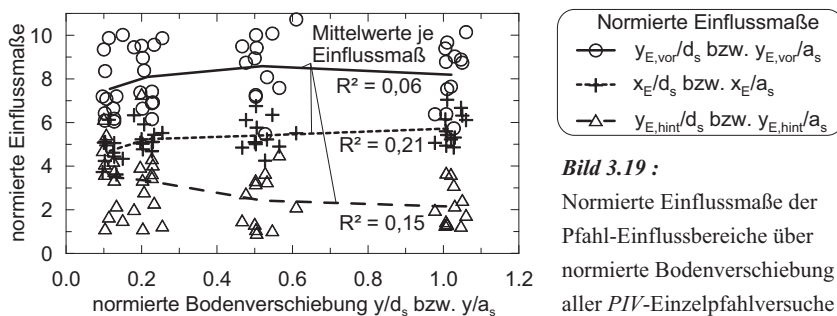 normierte Einflussmaße
10
8
6
4
2
0
0.0 0.2 0.4 0.6 0.8 1.0 1.2
normierte Bodenverschiebung y/d_s bzw. y/a_s
Mittelwerte je
Einflussmaß
R² = 0,06
R² = 0,21
R² = 0,15
Normierte Einflussmaße
y_E,vor/d_s bzw. y_E,vor/a_s
x_E/d_s bzw. x_E/a_s
y_E,hint/d_s bzw. y_E,hint/a_s
Bild 3.19 :
Normierte Einflussmaße der
Pfahl-Einflussbereiche über
normierte Bodenverschiebung
aller PIV-Einzelpfahlversuche